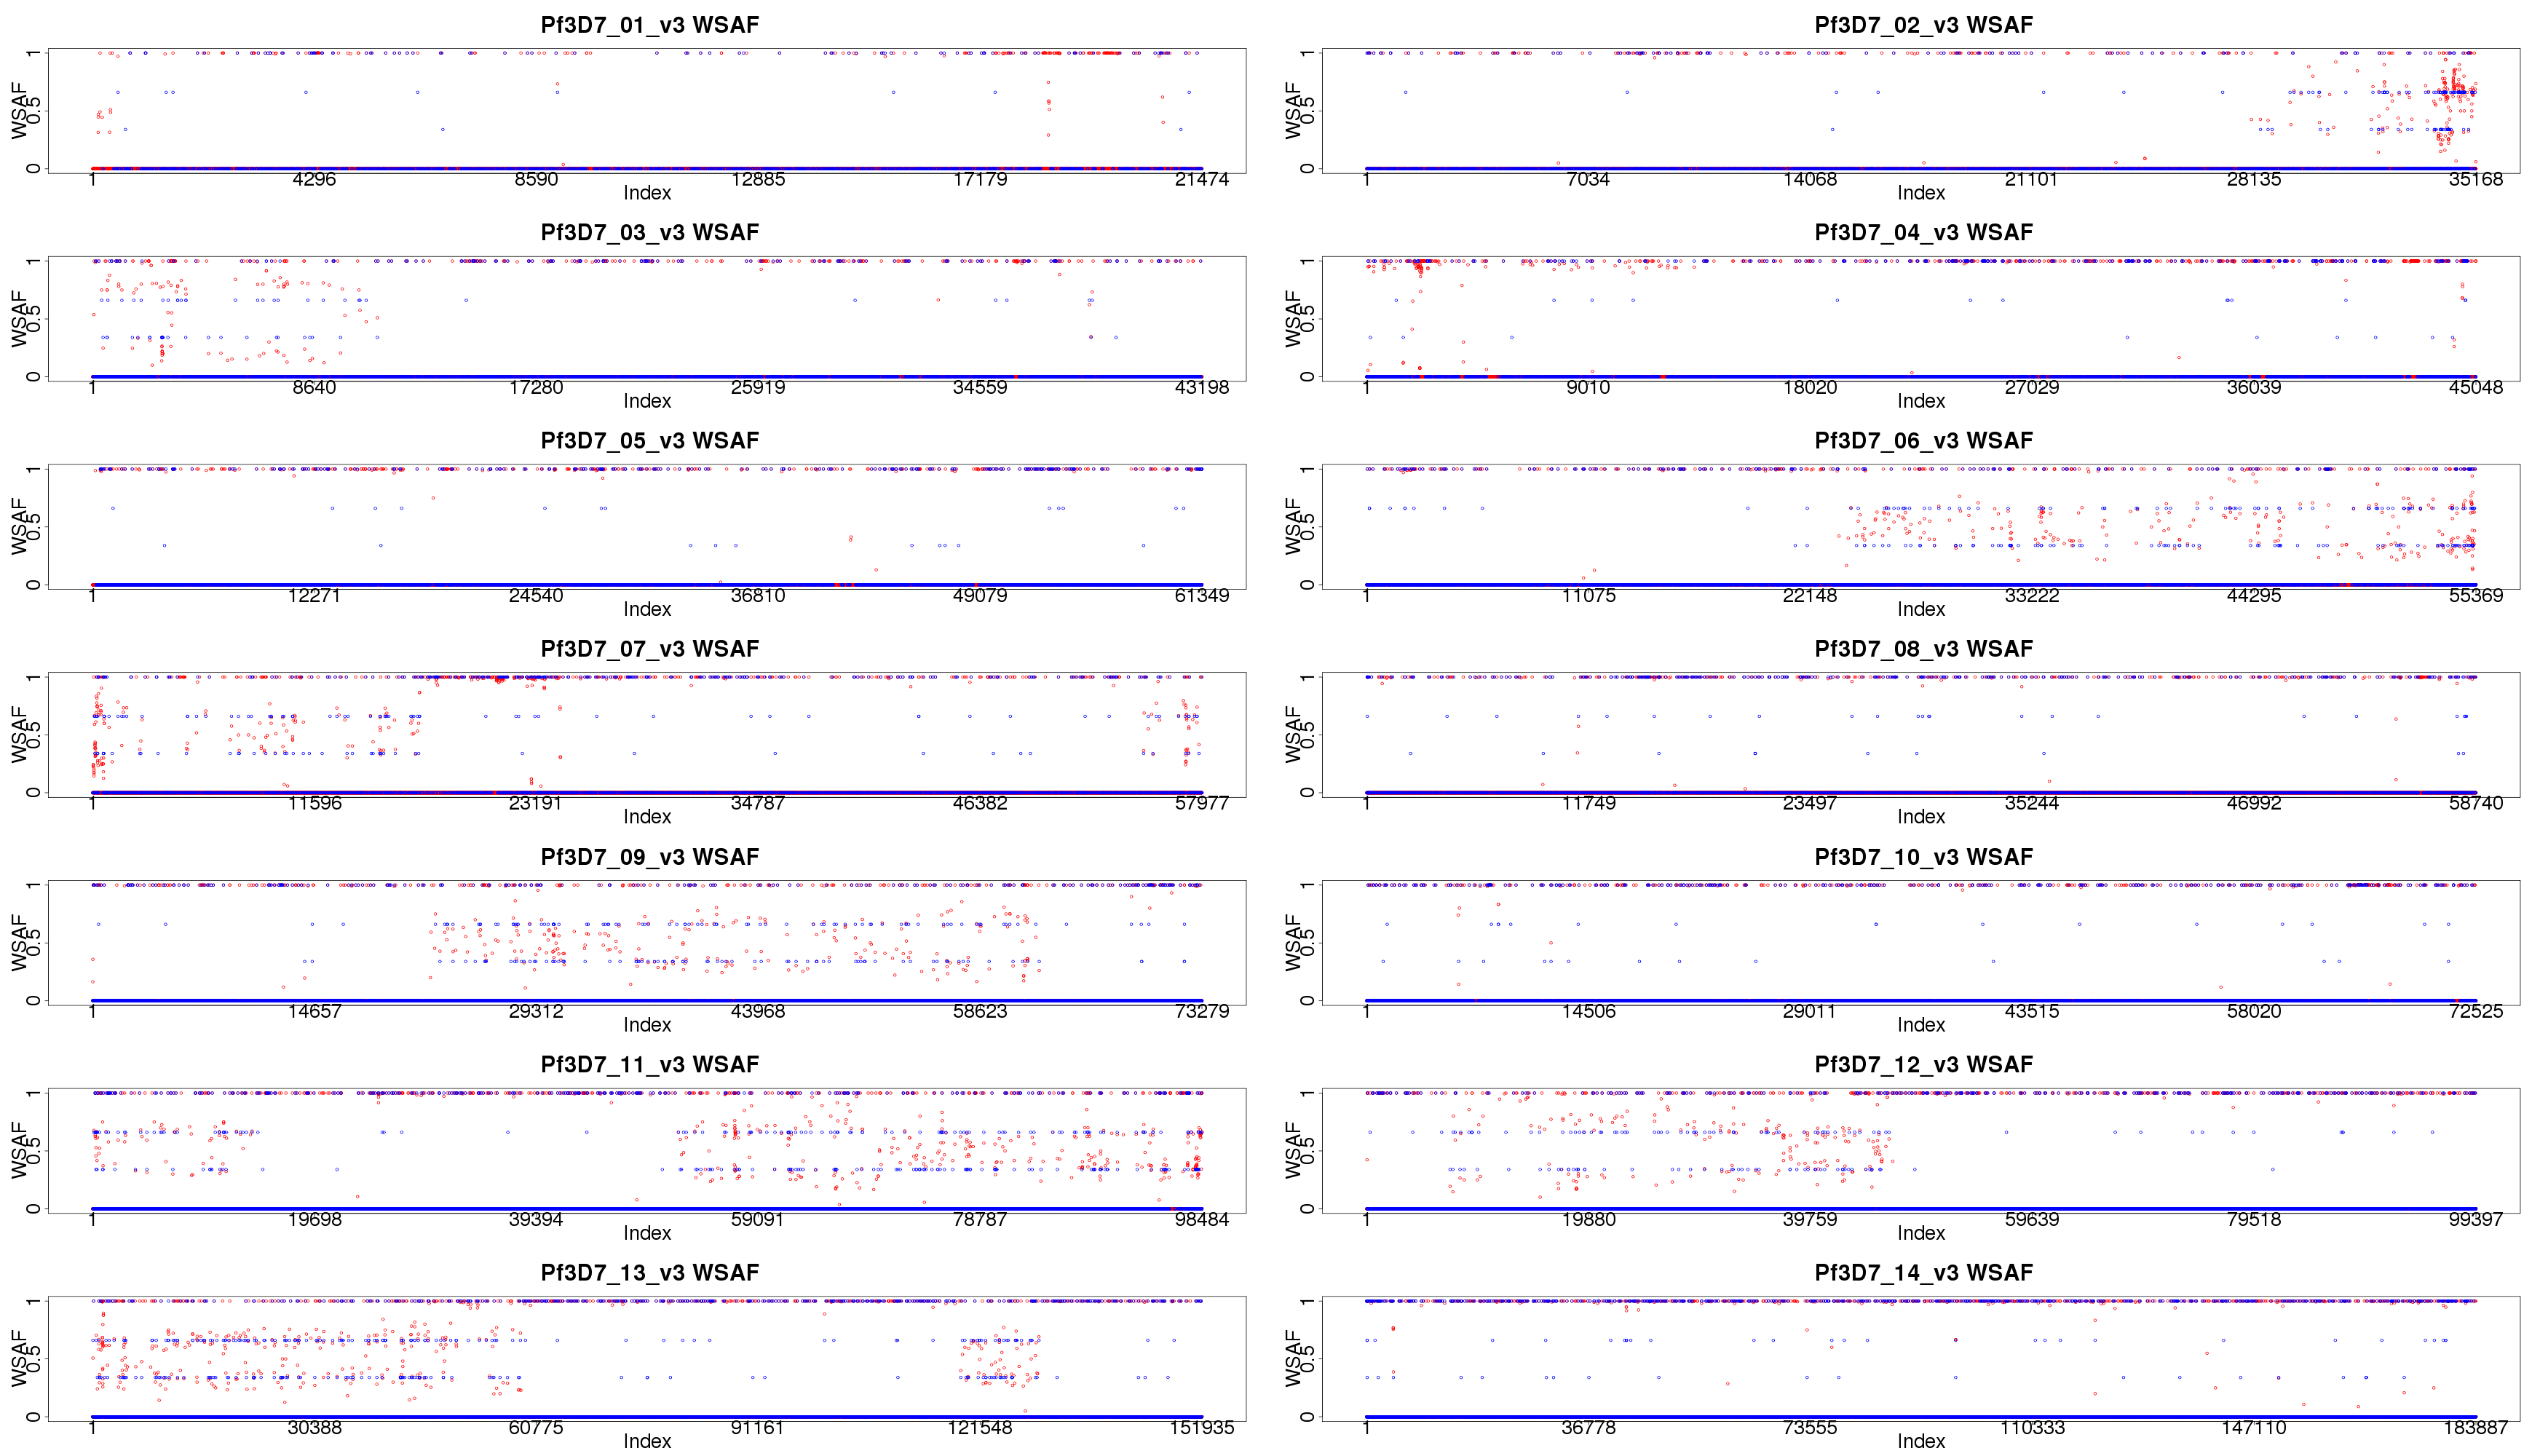 Pf3D7_01_v3 WSAF
WSAF
0 0.5 1
1 4296 8590 12885 17179 21474
Index
Pf3D7_02_v3 WSAF
WSAF
0 0.5 1
1 7034 14068 21101 28135 35168
Index
Pf3D7_03_v3 WSAF
WSAF
0 0.5 1
1 8640 17280 25919 34559 43198
Index
Pf3D7_04_v3 WSAF
WSAF
0 0.5 1
1 9010 18020 27029 36039 45048
Index
Pf3D7_05_v3 WSAF
WSAF
0 0.5 1
1 12271 24540 36810 49079 61349
Index
Pf3D7_06_v3 WSAF
WSAF
0 0.5 1
1 11075 22148 33222 44295 55369
Index
Pf3D7_07_v3 WSAF
WSAF
0 0.5 1
1 11596 23191 34787 46382 57977
Index
Pf3D7_08_v3 WSAF
WSAF
0 0.5 1
1 11749 23497 35244 46992 58740
Index
Pf3D7_09_v3 WSAF
WSAF
0 0.5 1
1 14657 29312 43968 58623 73279
Index
Pf3D7_10_v3 WSAF
WSAF
0 0.5 1
1 14506 29011 43515 58020 72525
Index
Pf3D7_11_v3 WSAF
WSAF
0 0.5 1
1 19698 39394 59091 78787 98484
Index
Pf3D7_12_v3 WSAF
WSAF
0 0.5 1
1 19880 39759 59639 79518 99397
Index
Pf3D7_13_v3 WSAF
WSAF
0 0.5 1
1 30388 60775 91161 121548 151935
Index
Pf3D7_14_v3 WSAF
WSAF
0 0.5 1
1 36778 73555 110333 147110 183887
Index